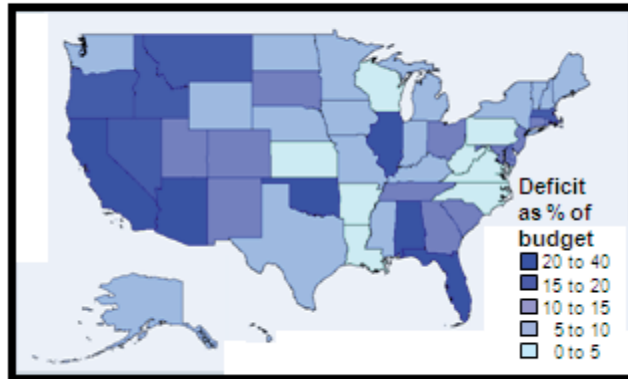 Deficit
as % of
budget
20 to 40
15 to 20
10 to 15
5 to 10
0 to 5